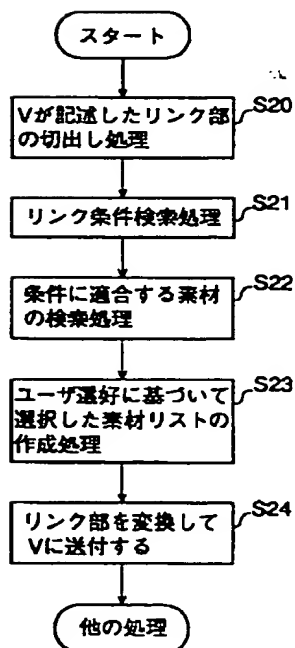 スタート
S20
Vが記述したリンク部
の切出し処理
S21
リンク条件検索処理
S22
条件に適合する素材
の検索処理
S23
ユーザ選好に基づいて
選択した素材リストの
作成処理
S24
リンク部を変換して
Vに送付する
他の処理